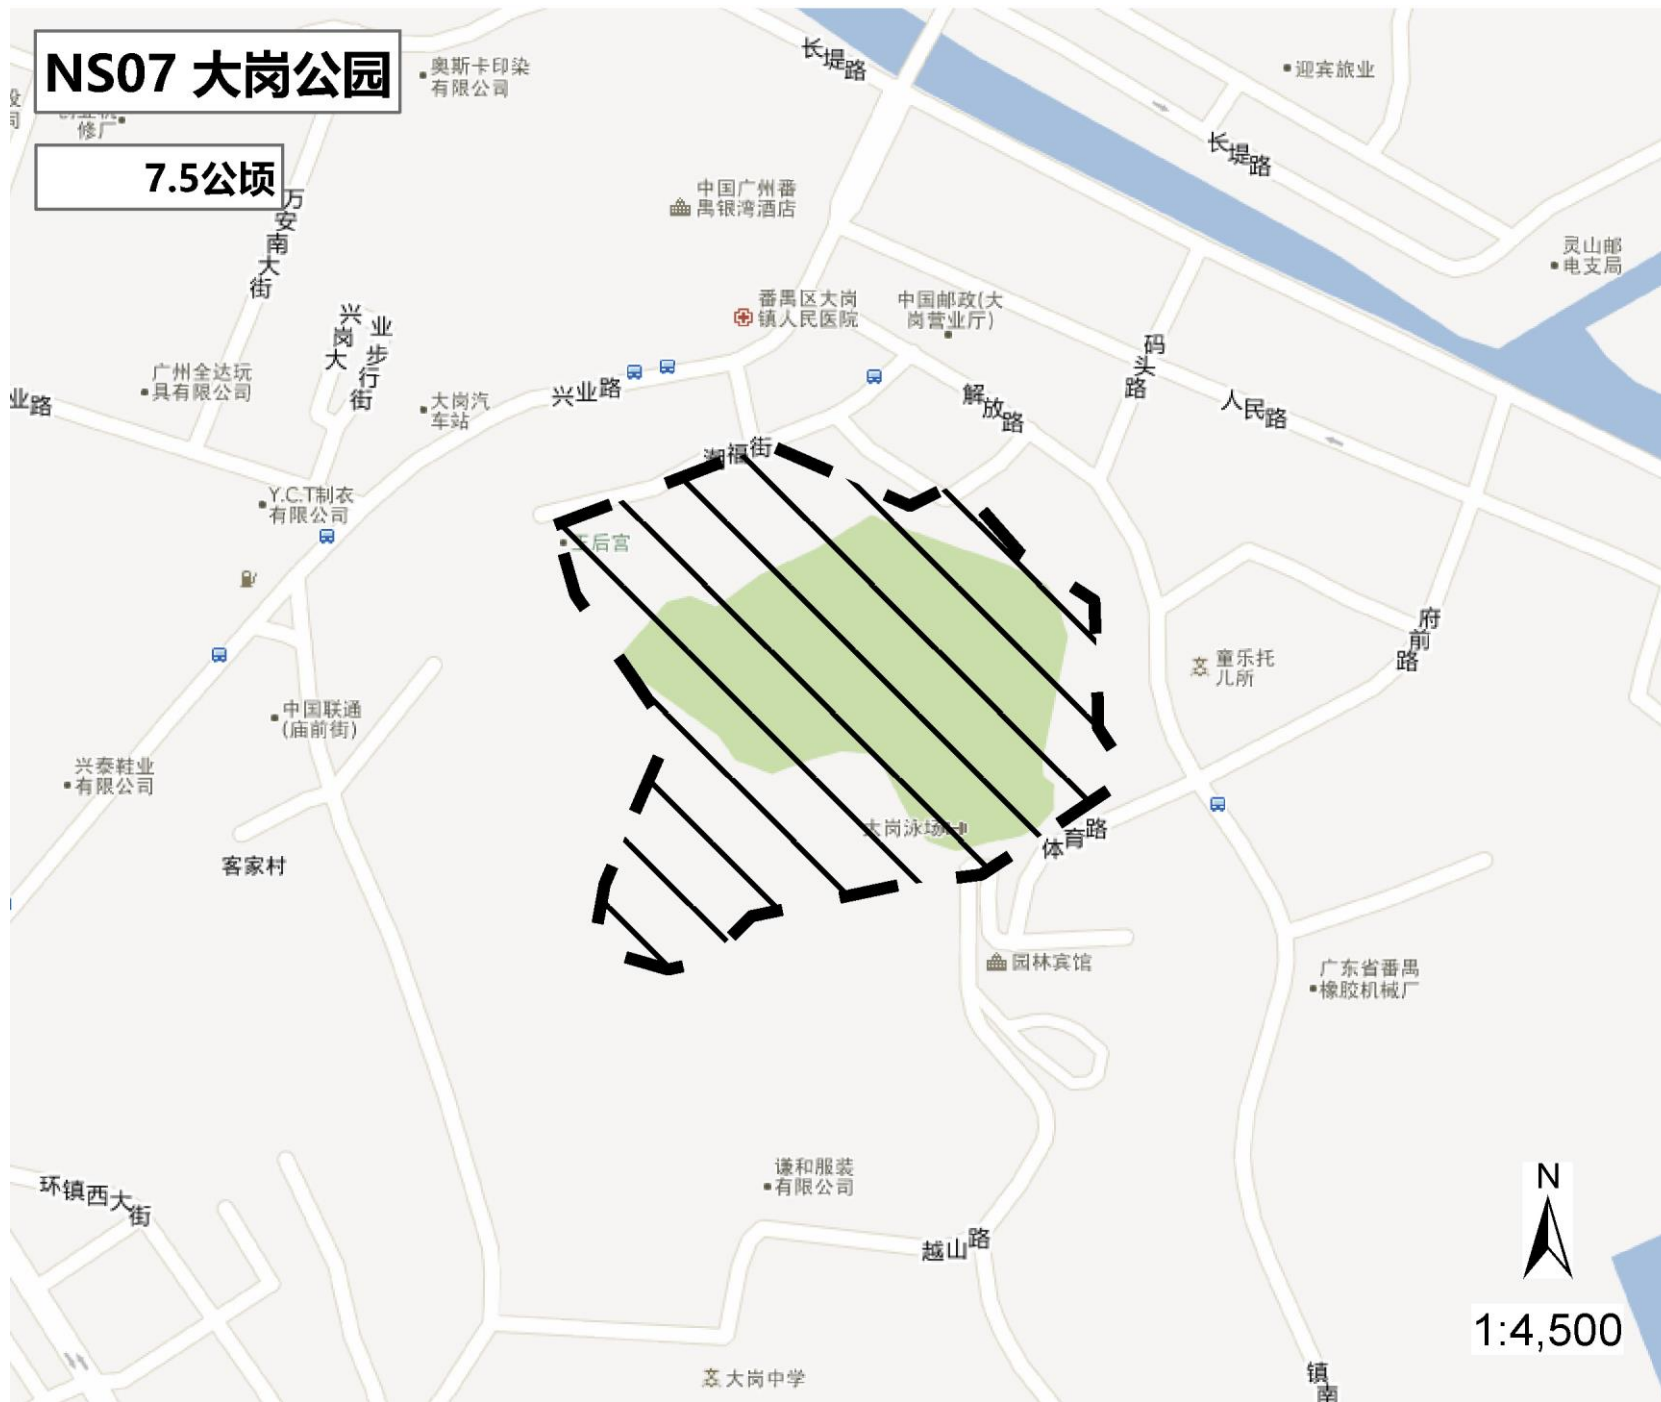 NS07 大岗公园
7.5公顷
奥斯卡印染
有限公司
修厂
长堤路
迎宾旅业
长堤路
中国广州番
禺银湾酒店
万安南大街
灵山邮
电支局
番禺区大岗
镇人民医院
中国邮政(大
岗营业厅)
兴岗大
业步行街
码头路
广州全达玩
具有限公司
业路
大岗汽
车站
兴业路
解放路
人民路
福街
Y.C.T制衣
有限公司
王后宫
府前路
童乐托
儿所
中国联通
(庙前街)
兴泰鞋业
有限公司
大岗泳场
体育路
客家村
园林宾馆
广东省番禺
橡胶机械厂
谦和服装
有限公司
环镇西大街
越山路
N
1:4,500
大岗中学
镇南